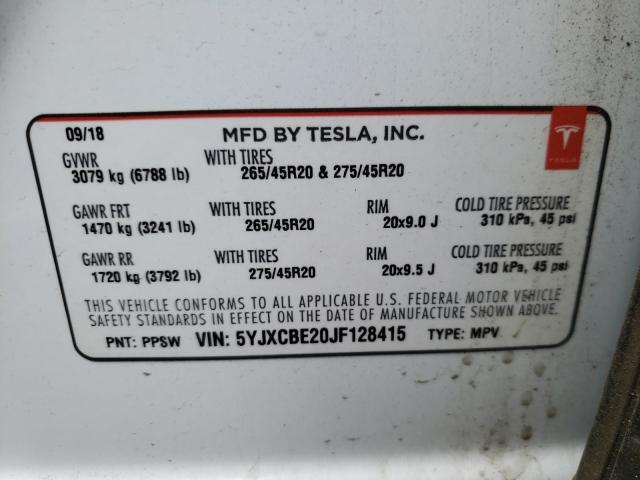 09/18 MFD BY TESLA, INC.
TESLA
GVWR WITH TIRES
3079 kg (6788 lb) 265/45R20 & 275/45R20
GAWR FRT WITH TIRES RIM COLD TIRE PRESSURE
1470 kg (3241 lb) 265/45R20 20x9.0 J 310 kPa, 45 psi
GAWR RR WITH TIRES RIM COLD TIRE PRESSURE
1720 kg (3792 lb) 275/45R20 20x9.5 J 310 kPa, 45 psi
THIS VEHICLE CONFORMS TO ALL APPLICABLE U.S. FEDERAL MOTOR VEHICLE
SAFETY STANDARDS IN EFFECT ON THE DATE OF MANUFACTURE SHOWN ABOVE.
PNT: PPSW VIN: 5YJXCBE20JF128415 TYPE: MPV